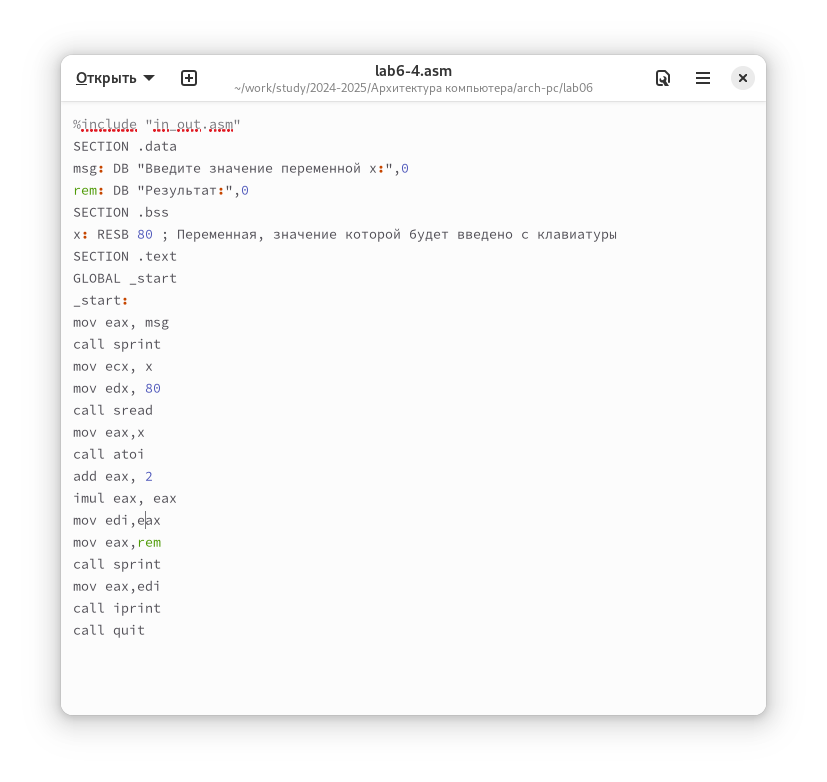 Открыть
lab6-4.asm
~/work/study/2024-2025/Архитектура компьютера/arch-pc/lab06
%include "in_out.asm"
SECTION .data
msg: DB "Введите значение переменной x:",0
rem: DB "Результат:",0
SECTION .bss
x: RESB 80 ; Переменная, значение которой будет введено с клавиатуры
SECTION .text
GLOBAL _start
_start:
mov eax, msg
call sprint
mov ecx, x
mov edx, 80
call sread
mov eax,x
call atoi
add eax, 2
imul eax, eax
mov edi,eax
mov eax,rem
call sprint
mov eax,edi
call iprint
call quit